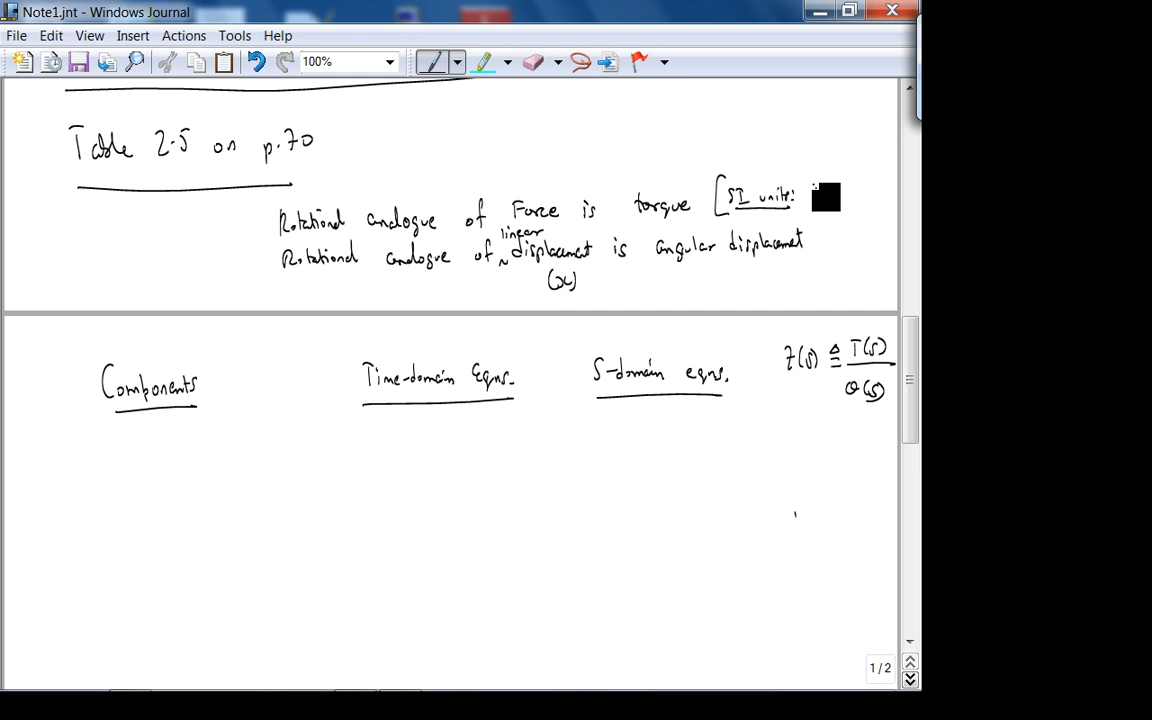 Note1.jnt - Windows Journal
File Edit View Insert Actions Tools Help
100%
Table 2.5 on p.70
Rotational analogue of Force is torque [SI units:
Rotational analogue of linear displacement is angular displacement
(x)
Components
Time-domain Eqns.
S-domain eqns.
Z(s) ≜ T(s)/θ(s)
1 / 2